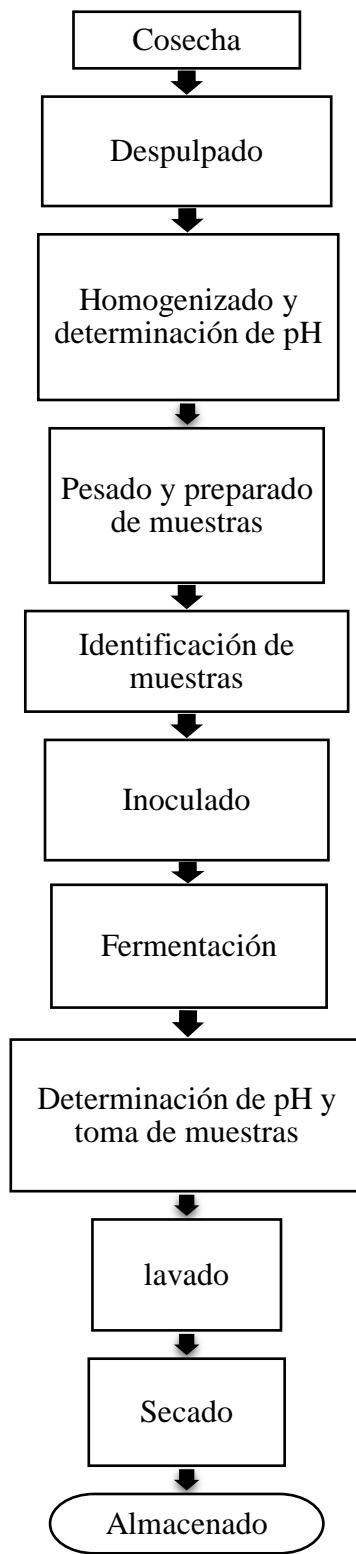 Cosecha
Despulpado
Homogenizado y
determinación de pH
Pesado y preparado
de muestras
Identificación de
muestras
Inoculado
Fermentación
Determinación de pH y
toma de muestras
lavado
Secado
Almacenado